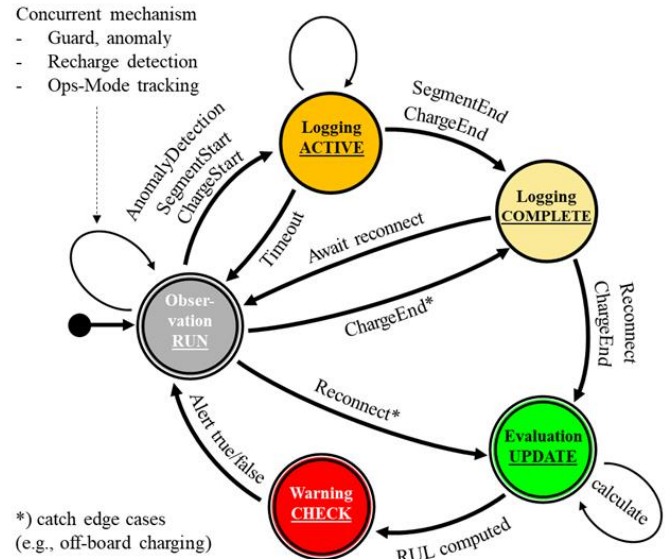 Concurrent mechanism
- Guard, anomaly
- Recharge detection
- Ops-Mode tracking
AnomalyDetection
SegmentStart
ChargeStart
Logging
ACTIVE
SegmentEnd
ChargeEnd
Timeout
Logging
COMPLETE
Await reconnect
Obser-
vation
RUN
ChargeEnd*
Reconnect
ChargeEnd
Reconnect*
Alert true/false
Evaluation
UPDATE
Warning
CHECK
calculate
RUL computed
*) catch edge cases
(e.g., off-board charging)